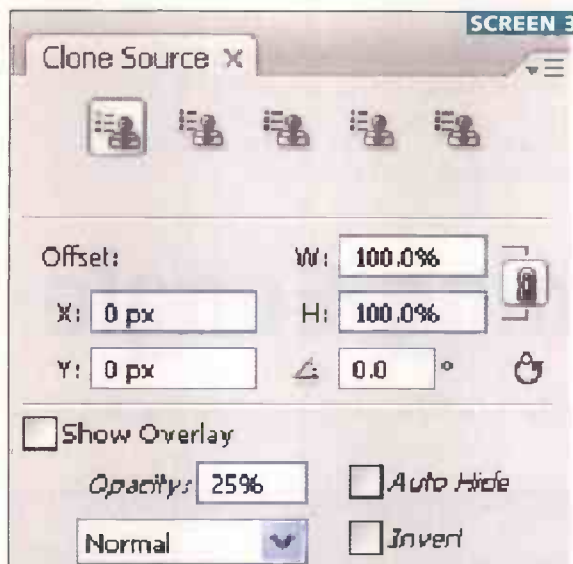 SCREEN 3
Clone Source
Offset:
W: 100.0%
X: 0 px
H: 100.0%
Y: 0 px
0.0 °
Show Overlay
Opacity: 25%
Auto Hide
Normal
Invert